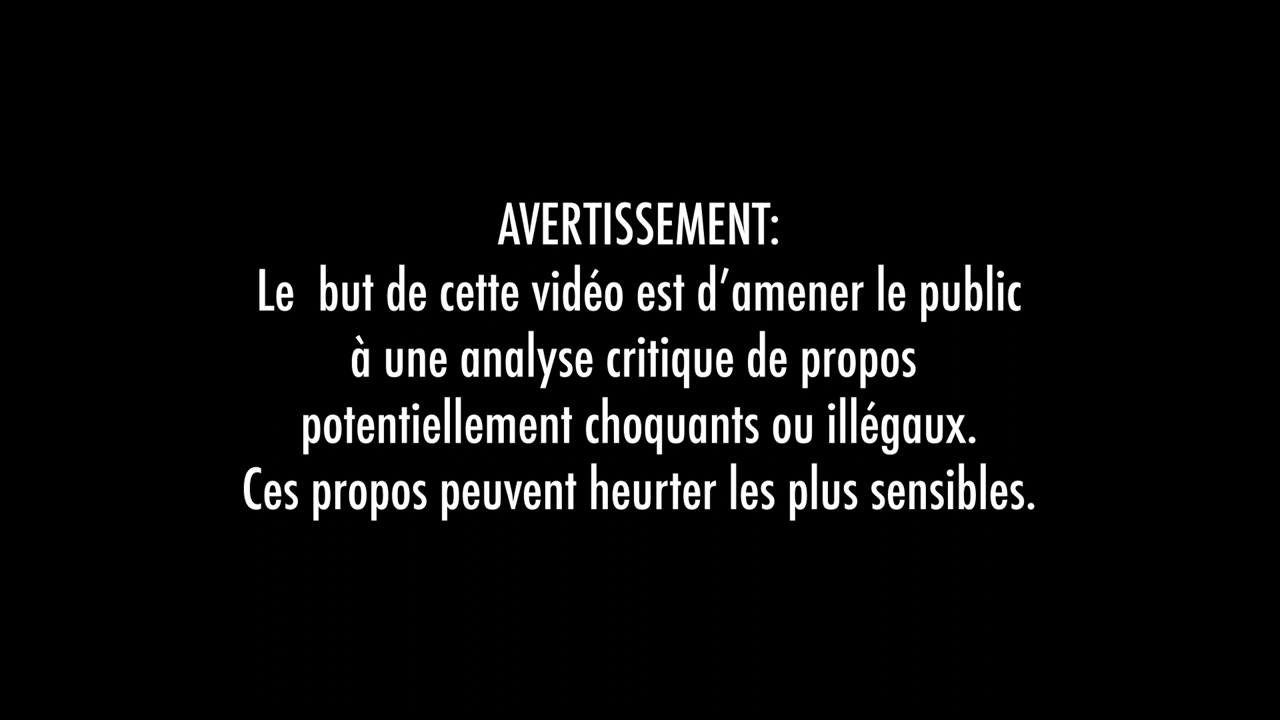 AVERTISSEMENT:
Le  but de cette vidéo est d’amener le public
à une analyse critique de propos
potentiellement choquants ou illégaux.
Ces propos peuvent heurter les plus sensibles.